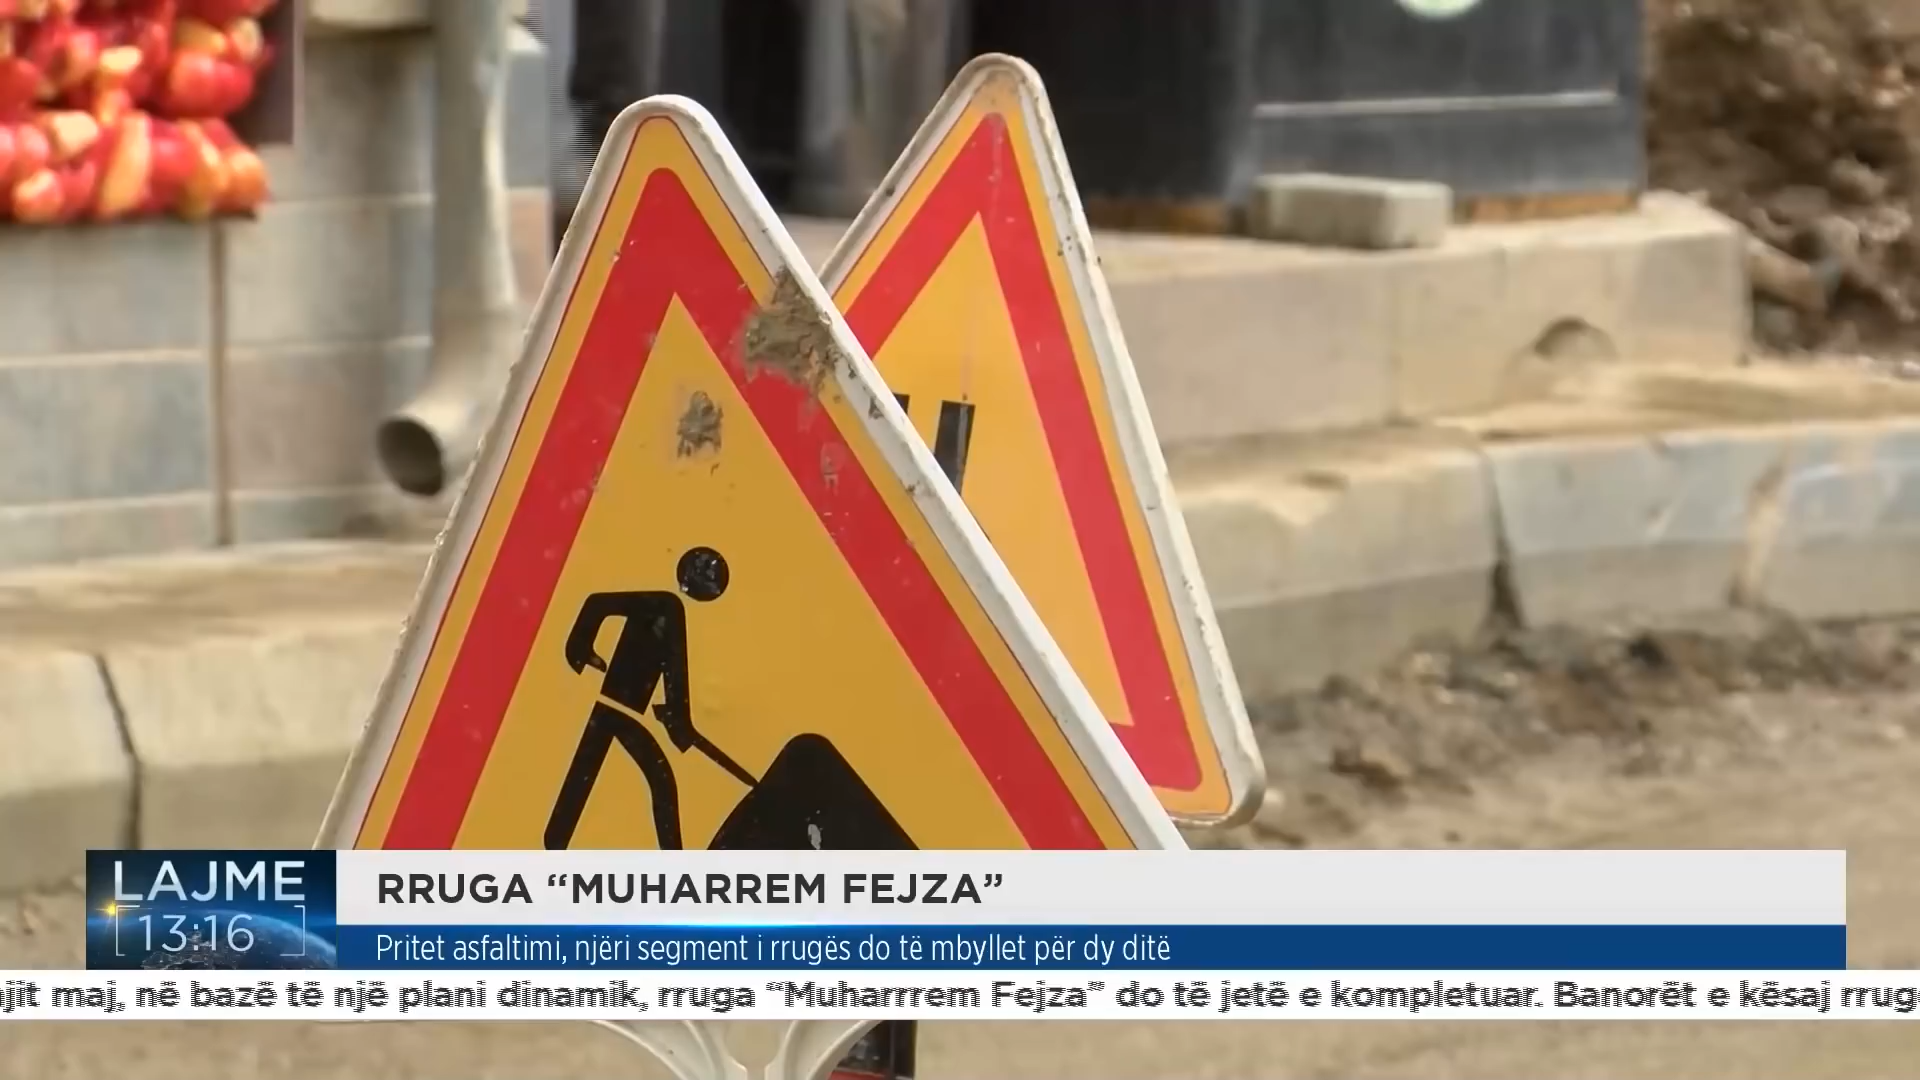 RRUGA “MUHARREM FEJZA”
LAJME
13:16
Pritet asfaltimi, njëri segment i rrugës do të mbyllet për dy ditë
maj, në bazë të një plani dinamik, rruga “Muharrrem Fejza” do të jetë e kompletuar. Banorët e kësaj